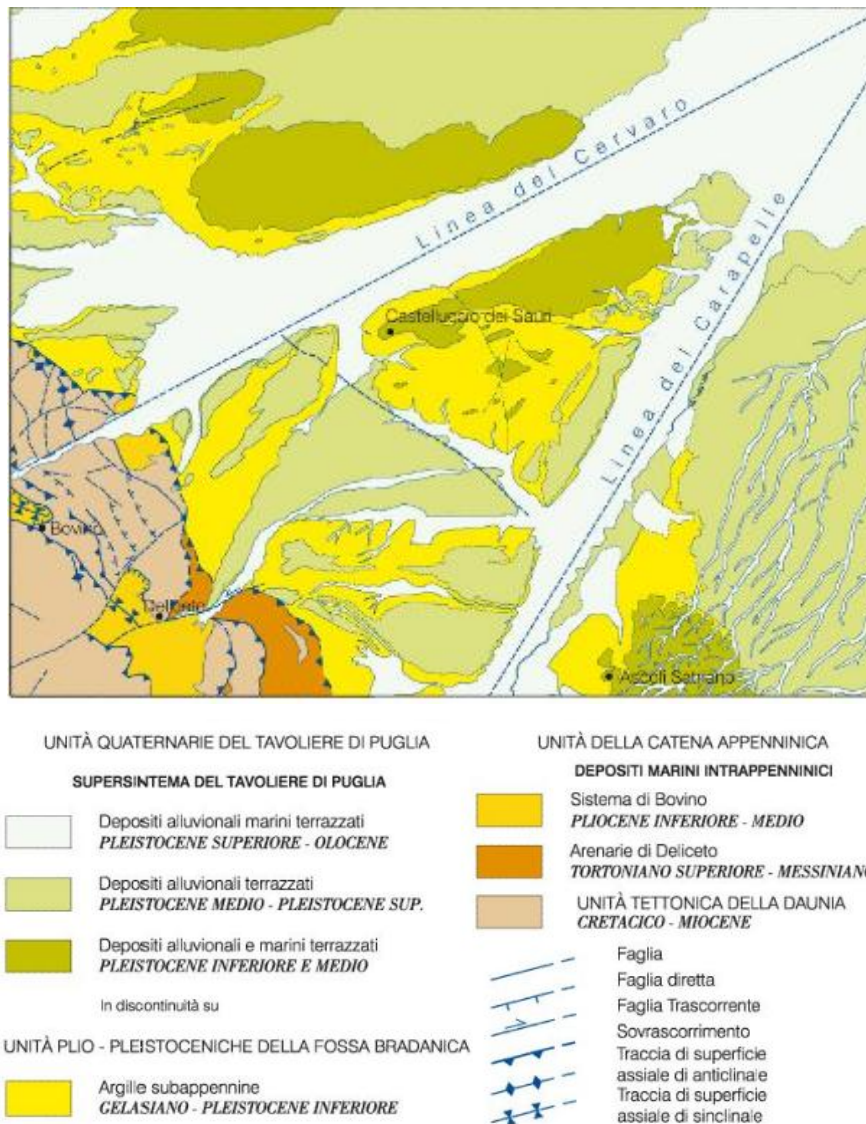 Linea del Cervaro
Castelluccio dei Sauri
Linea del Carapelle
Bovino
Deliceto
Ascoli Satriano
UNITÀ QUATERNARIE DEL TAVOLIERE DI PUGLIA
SUPERSINTEMA DEL TAVOLIERE DI PUGLIA
Depositi alluvionali marini terrazzati
PLEISTOCENE SUPERIORE - OLOCENE
Depositi alluvionali terrazzati
PLEISTOCENE MEDIO - PLEISTOCENE SUP.
Depositi alluvionali e marini terrazzati
PLEISTOCENE INFERIORE E MEDIO
In discontinuità su
UNITÀ PLIO - PLEISTOCENICHE DELLA FOSSA BRADANICA
Argille subappennine
GELASIANO - PLEISTOCENE INFERIORE
UNITÀ DELLA CATENA APPENNINICA
DEPOSITI MARINI INTRAPPENNINICI
Sistema di Bovino
PLIOCENE INFERIORE - MEDIO
Arenarie di Deliceto
TORTONIANO SUPERIORE - MESSINIANO
UNITÀ TETTONICA DELLA DAUNIA
CRETACICO - MIOCENE
Faglia
Faglia diretta
Faglia Trascorrente
Sovrascorrimento
Traccia di superficie
assiale di anticlinale
Traccia di superficie
assiale di sinclinale